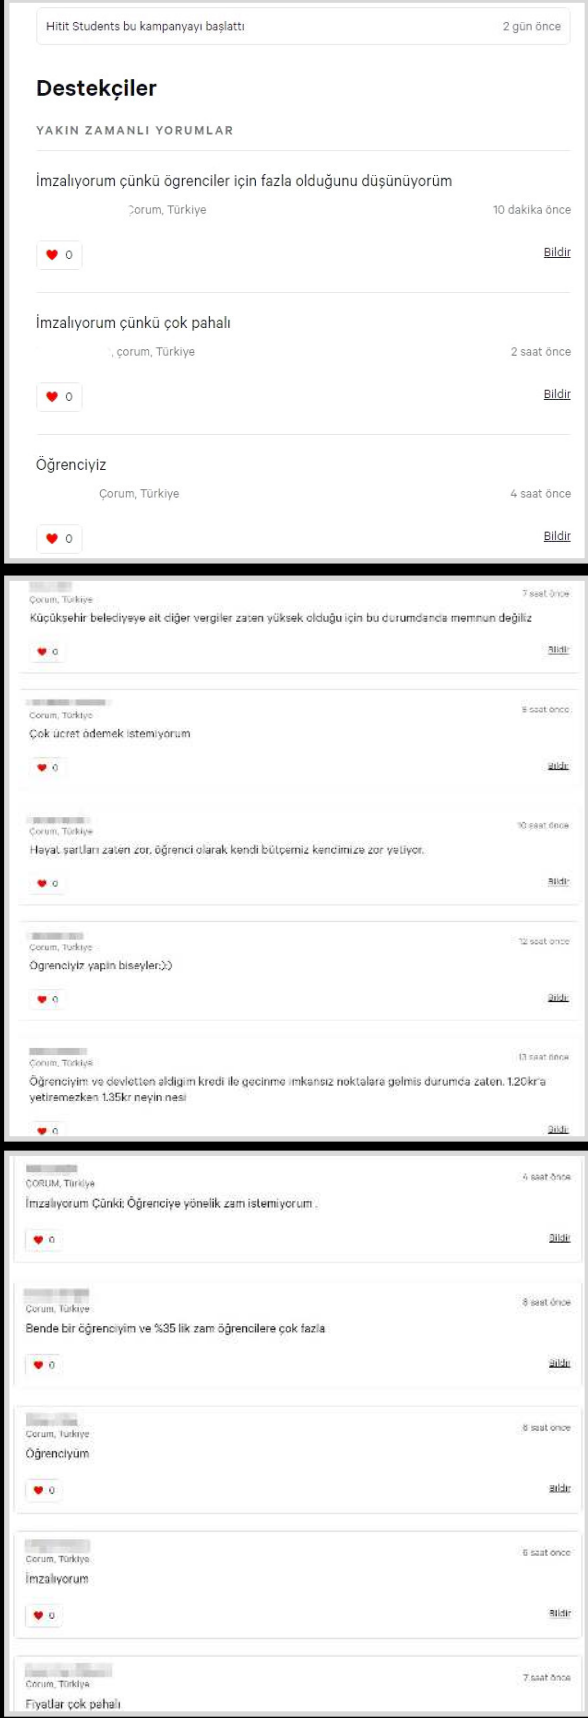 Hitit Students bu kampanyayı başlattı 2 gün önce
Destekçiler
YAKIN ZAMANLI YORUMLAR
İmzalıyorum çünkü ögrenciler için fazla olduğunu düşünüyorüm
Çorum, Türkiye 10 dakika önce
0 Bildir
İmzalıyorum çünkü çok pahalı
, çorum, Türkiye 2 saat önce
0 Bildir
Öğrenciyiz
Çorum, Türkiye 4 saat önce
0 Bildir
Çorum, Türkiye 7 saat önce
Küçükşehir belediyeye ait diğer vergiler zaten yüksek olduğu için bu durumdanda memnun değiliz
0 Bildir
Çorum, Türkiye 9 saat önce
Çok ücret ödemek istemiyorum
0 Bildir
Çorum, Türkiye 10 saat önce
Hayat şartları zaten zor, öğrenci olarak kendi bütçemiz kendimize zor yetiyor.
0 Bildir
Çorum, Türkiye 12 saat önce
Ogrenciyiz yapin biseyler:):)
0 Bildir
Çorum, Türkiye 13 saat önce
Öğrenciyim ve devletten aldigim kredi ile gecinme imkansız noktalara gelmis durumda zaten. 1.20kr'a
yetiremezken 1.35kr neyin nesi
0 Bildir
ÇORUM, Türkiye 4 saat önce
İmzalıyorum Çünki; Öğrenciye yönelik zam istemiyorum .
0 Bildir
Çorum, Türkiye 8 saat önce
Bende bir öğrenciyim ve %35 lik zam öğrencilere çok fazla
0 Bildir
Çorum, Türkiye 6 saat önce
Öğrenciyüm
0 Bildir
Çorum, Türkiye 6 saat önce
İmzalıyorum
0 Bildir
Çorum, Türkiye 7 saat önce
Fiyatlar çok pahalı